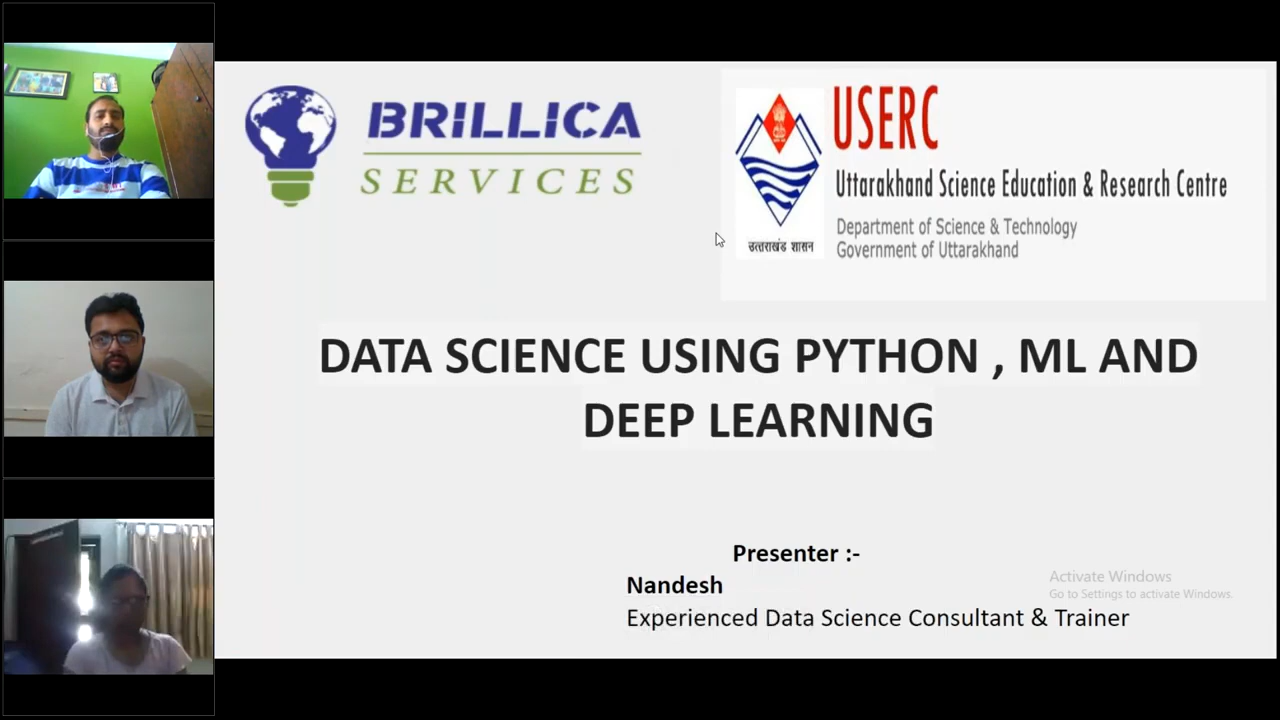 BRILLICA
SERVICES
USERC
Uttarakhand Science Education & Research Centre
Department of Science & Technology
Government of Uttarakhand
उत्तराखंड शासन
DATA SCIENCE USING PYTHON , ML AND
DEEP LEARNING
Presenter :-
Nandesh
Experienced Data Science Consultant & Trainer
Activate Windows
Go to Settings to activate Windows.